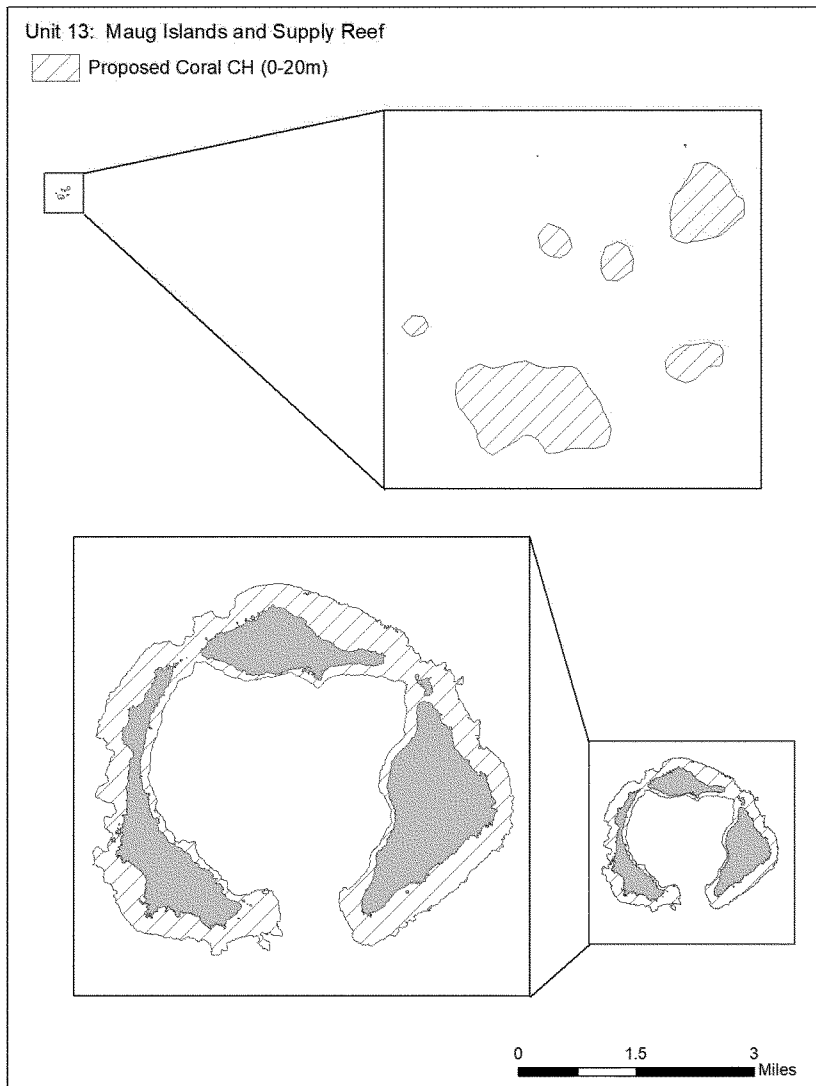 Unit 13: Maug Islands and Supply Reef
Proposed Coral CH (0-20m)
0 1.5 3
Miles